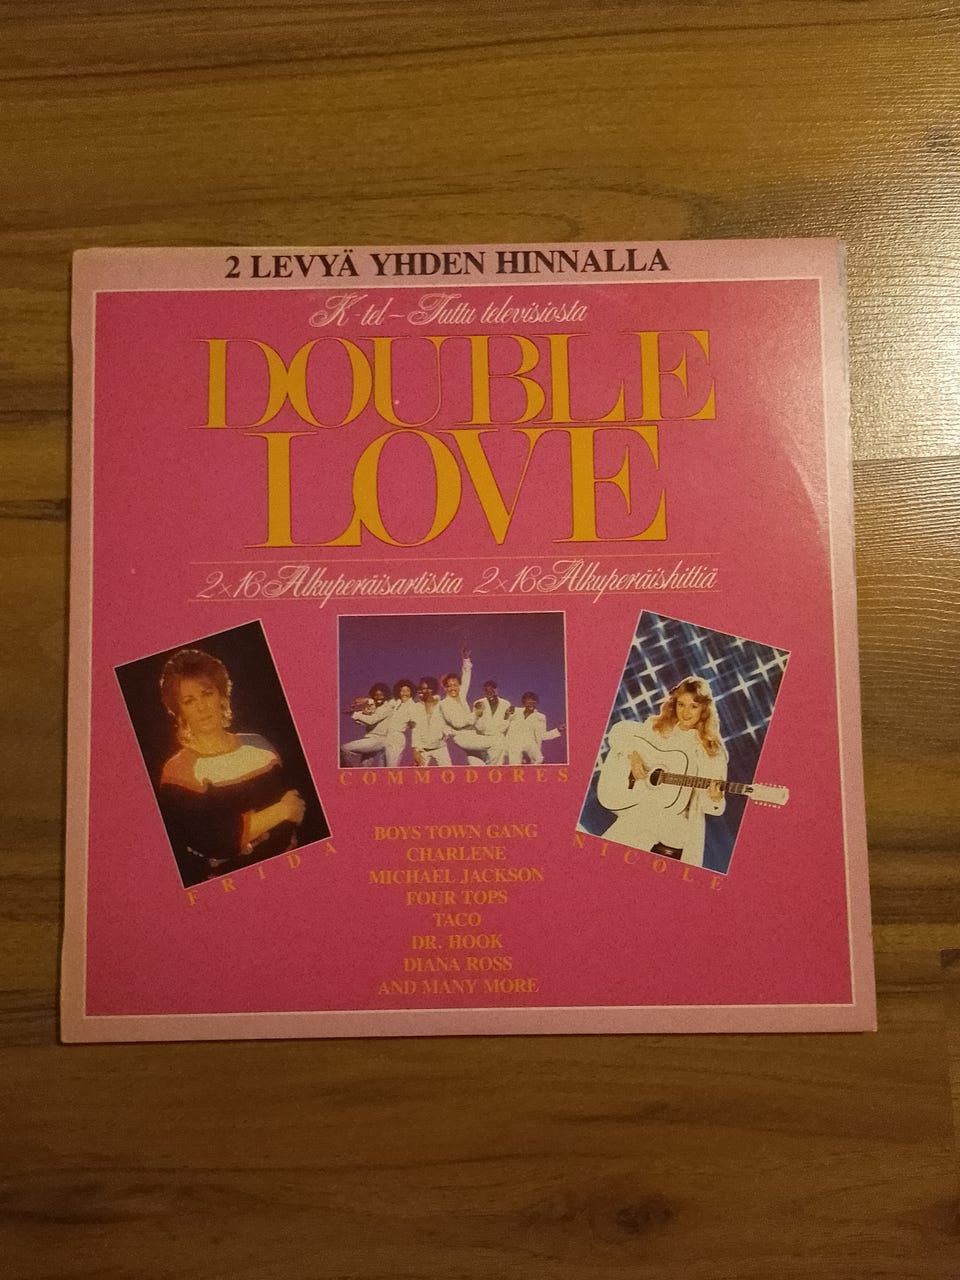 2 LEVYÄ YHDEN HINNALLA
K-tel – Tuttu televisiosta
DOUBLE
LOVE
2×16 Alkuperäisartistia 2×16 Alkuperäishittiä
COMMODORES
FRIDA
NICOLE
BOYS TOWN GANG
CHARLENE
MICHAEL JACKSON
FOUR TOPS
TACO
DR. HOOK
DIANA ROSS
AND MANY MORE